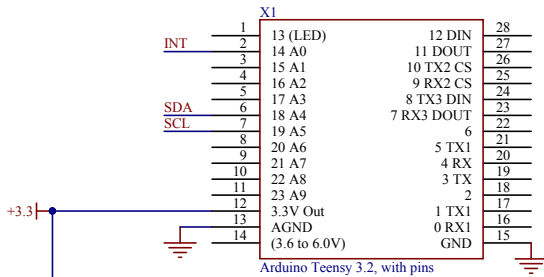 X1
1 13 (LED) 12 DIN 28
INT 2 14 A0 11 DOUT 27
3 15 A1 10 TX2 CS 26
4 16 A2 9 RX2 CS 25
5 17 A3 8 TX3 DIN 24
SDA 6 18 A4 7 RX3 DOUT 23
SCL 7 19 A5 6 22
8 20 A6 5 TX1 21
9 21 A7 4 RX 20
10 22 A8 3 TX 19
11 23 A9 2 18
+3.3 12 3.3V Out 1 TX1 17
13 AGND 0 RX1 16
14 (3.6 to 6.0V) GND 15
Arduino Teensy 3.2, with pins